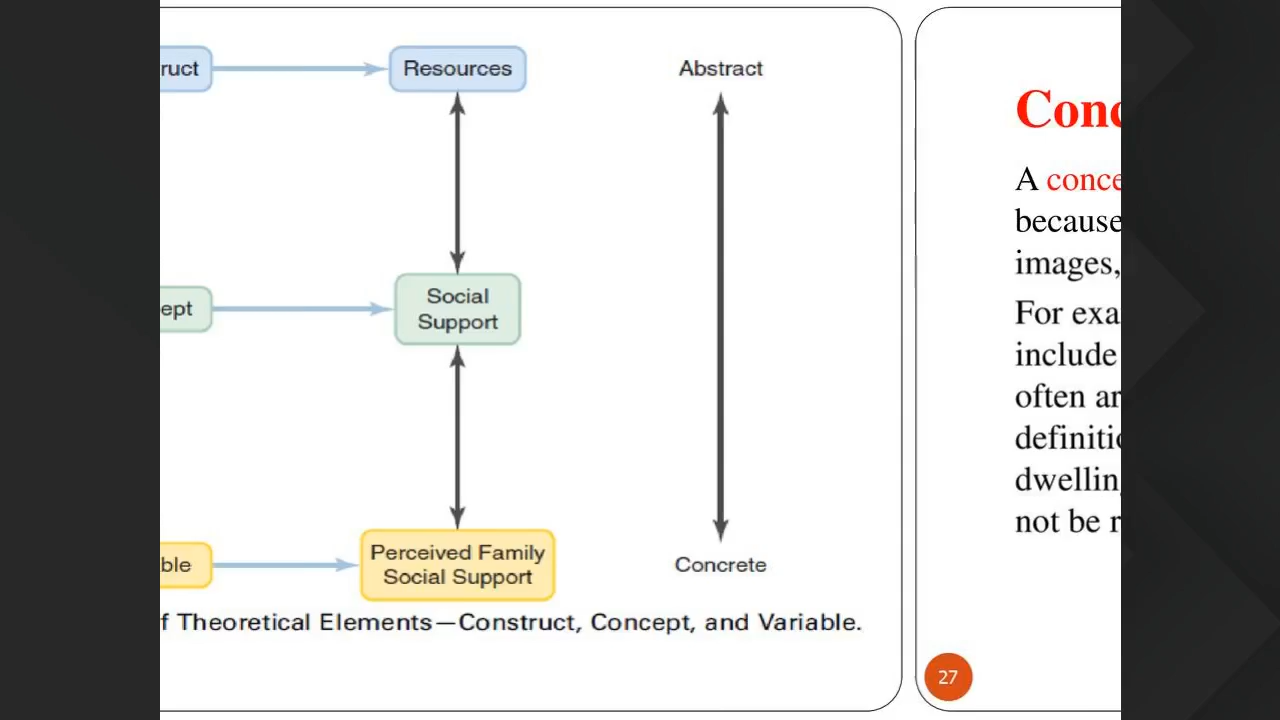 ruct
Resources
Abstract
ept
Social
Support
ble
Perceived Family
Social Support
Concrete
f Theoretical Elements—Construct, Concept, and Variable.
Conc
A conce
because
images,
For exa
include
often ar
definitio
dwellin
not be r
27